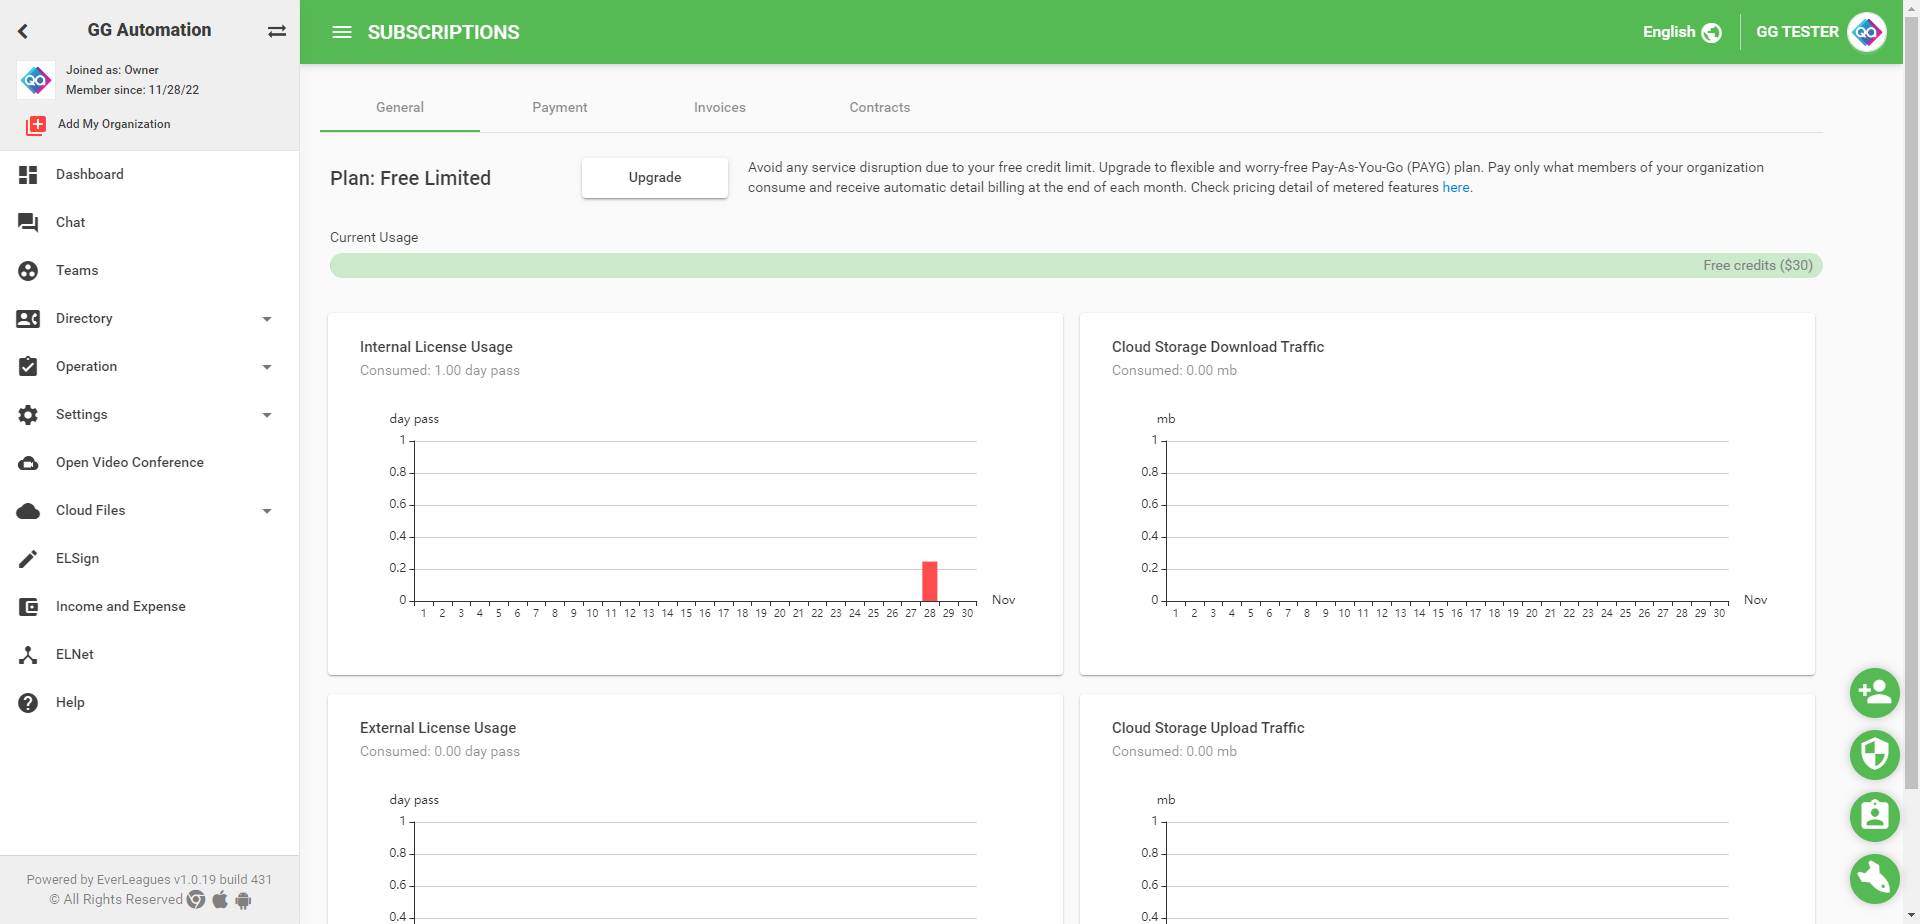 GG Automation
Joined as: Owner
Member since: 11/28/22
Add My Organization
Dashboard
Chat
Teams
Directory
Operation
Settings
Open Video Conference
Cloud Files
ELSign
Income and Expense
ELNet
Help
Powered by EverLeagues v1.0.19 build 431
© All Rights Reserved
SUBSCRIPTIONS
English
GG TESTER
QA
General
Payment
Invoices
Contracts
Plan: Free Limited
Upgrade
Avoid any service disruption due to your free credit limit. Upgrade to flexible and worry-free Pay-As-You-Go (PAYG) plan. Pay only what members of your organization
consume and receive automatic detail billing at the end of each month. Check pricing detail of metered features here.
Current Usage
Free credits ($30)
Internal License Usage
Consumed: 1.00 day pass
day pass
1
0.8
0.6
0.4
0.2
0
1 2 3 4 5 6 7 8 9 10 11 12 13 14 15 16 17 18 19 20 21 22 23 24 25 26 27 28 29 30
Nov
Cloud Storage Download Traffic
Consumed: 0.00 mb
mb
1
0.8
0.6
0.4
0.2
0
1 2 3 4 5 6 7 8 9 10 11 12 13 14 15 16 17 18 19 20 21 22 23 24 25 26 27 28 29 30
Nov
External License Usage
Consumed: 0.00 day pass
day pass
1
0.8
0.6
0.4
Cloud Storage Upload Traffic
Consumed: 0.00 mb
mb
1
0.8
0.6
0.4